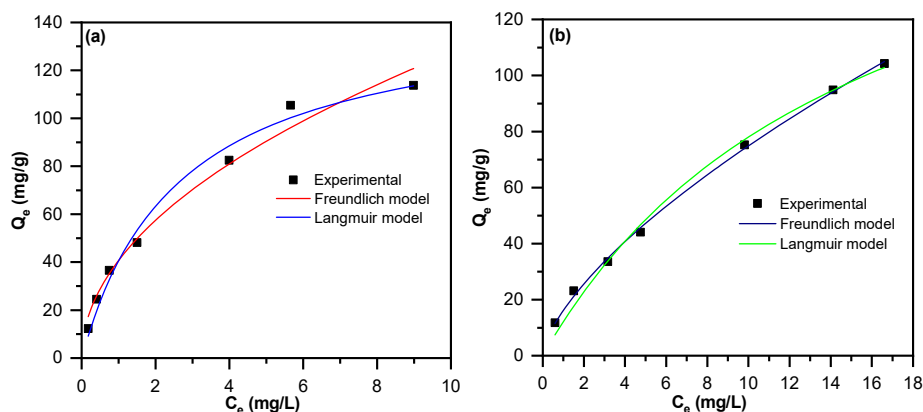 (a)
140
120
100
80
60
40
20
0
Qe (mg/g)
Experimental
Freundlich model
Langmuir model
0 2 4 6 8 10
Ce (mg/L)
(b)
120
100
80
60
40
20
0
Qe (mg/g)
Experimental
Freundlich model
Langmuir model
0 2 4 6 8 10 12 14 16 18
Ce (mg/L)